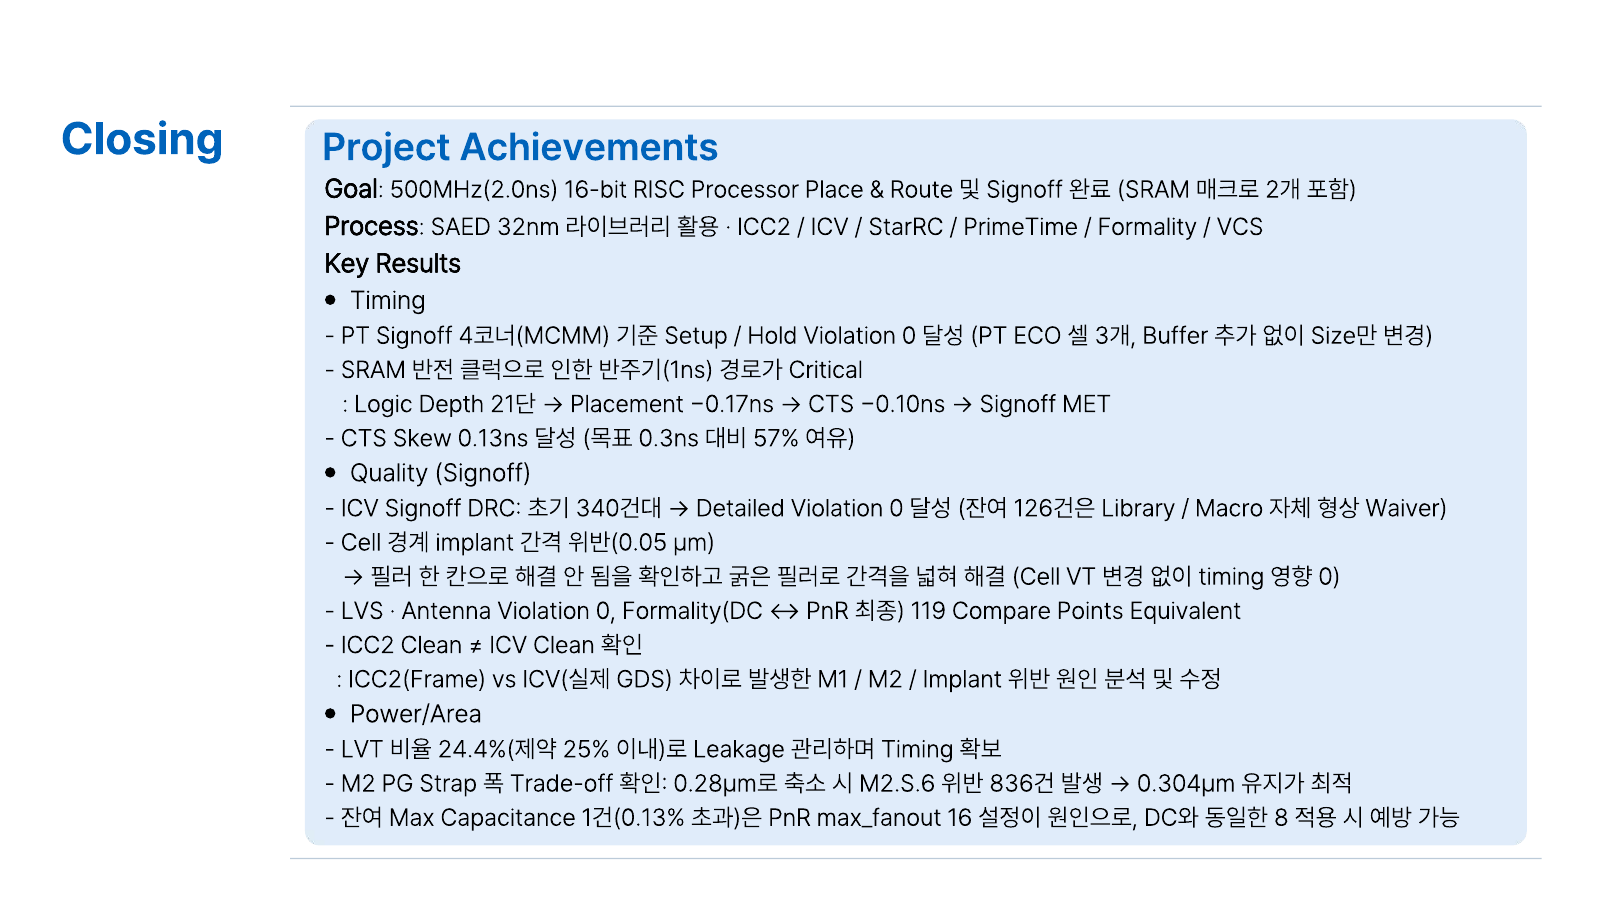 Closing
Project Achievements
Goal: 500MHz(2.0ns) 16-bit RISC Processor Place & Route 및 Signoff 완료 (SRAM 매크로 2개 포함)
Process: SAED 32nm 라이브러리 활용 · ICC2 / ICV / StarRC / PrimeTime / Formality / VCS
Key Results
• Timing
- PT Signoff 4코너(MCMM) 기준 Setup / Hold Violation 0 달성 (PT ECO 셀 3개, Buffer 추가 없이 Size만 변경)
- SRAM 반전 클럭으로 인한 반주기(1ns) 경로가 Critical
: Logic Depth 21단 → Placement −0.17ns → CTS −0.10ns → Signoff MET
- CTS Skew 0.13ns 달성 (목표 0.3ns 대비 57% 여유)
• Quality (Signoff)
- ICV Signoff DRC: 초기 340건대 → Detailed Violation 0 달성 (잔여 126건은 Library / Macro 자체 형상 Waiver)
- Cell 경계 implant 간격 위반(0.05 µm)
→ 필러 한 칸으로 해결 안 됨을 확인하고 굵은 필러로 간격을 넓혀 해결 (Cell VT 변경 없이 timing 영향 0)
- LVS · Antenna Violation 0, Formality(DC ↔ PnR 최종) 119 Compare Points Equivalent
- ICC2 Clean ≠ ICV Clean 확인
: ICC2(Frame) vs ICV(실제 GDS) 차이로 발생한 M1 / M2 / Implant 위반 원인 분석 및 수정
• Power/Area
- LVT 비율 24.4%(제약 25% 이내)로 Leakage 관리하며 Timing 확보
- M2 PG Strap 폭 Trade-off 확인: 0.28µm로 축소 시 M2.S.6 위반 836건 발생 → 0.304µm 유지가 최적
- 잔여 Max Capacitance 1건(0.13% 초과)은 PnR max_fanout 16 설정이 원인으로, DC와 동일한 8 적용 시 예방 가능